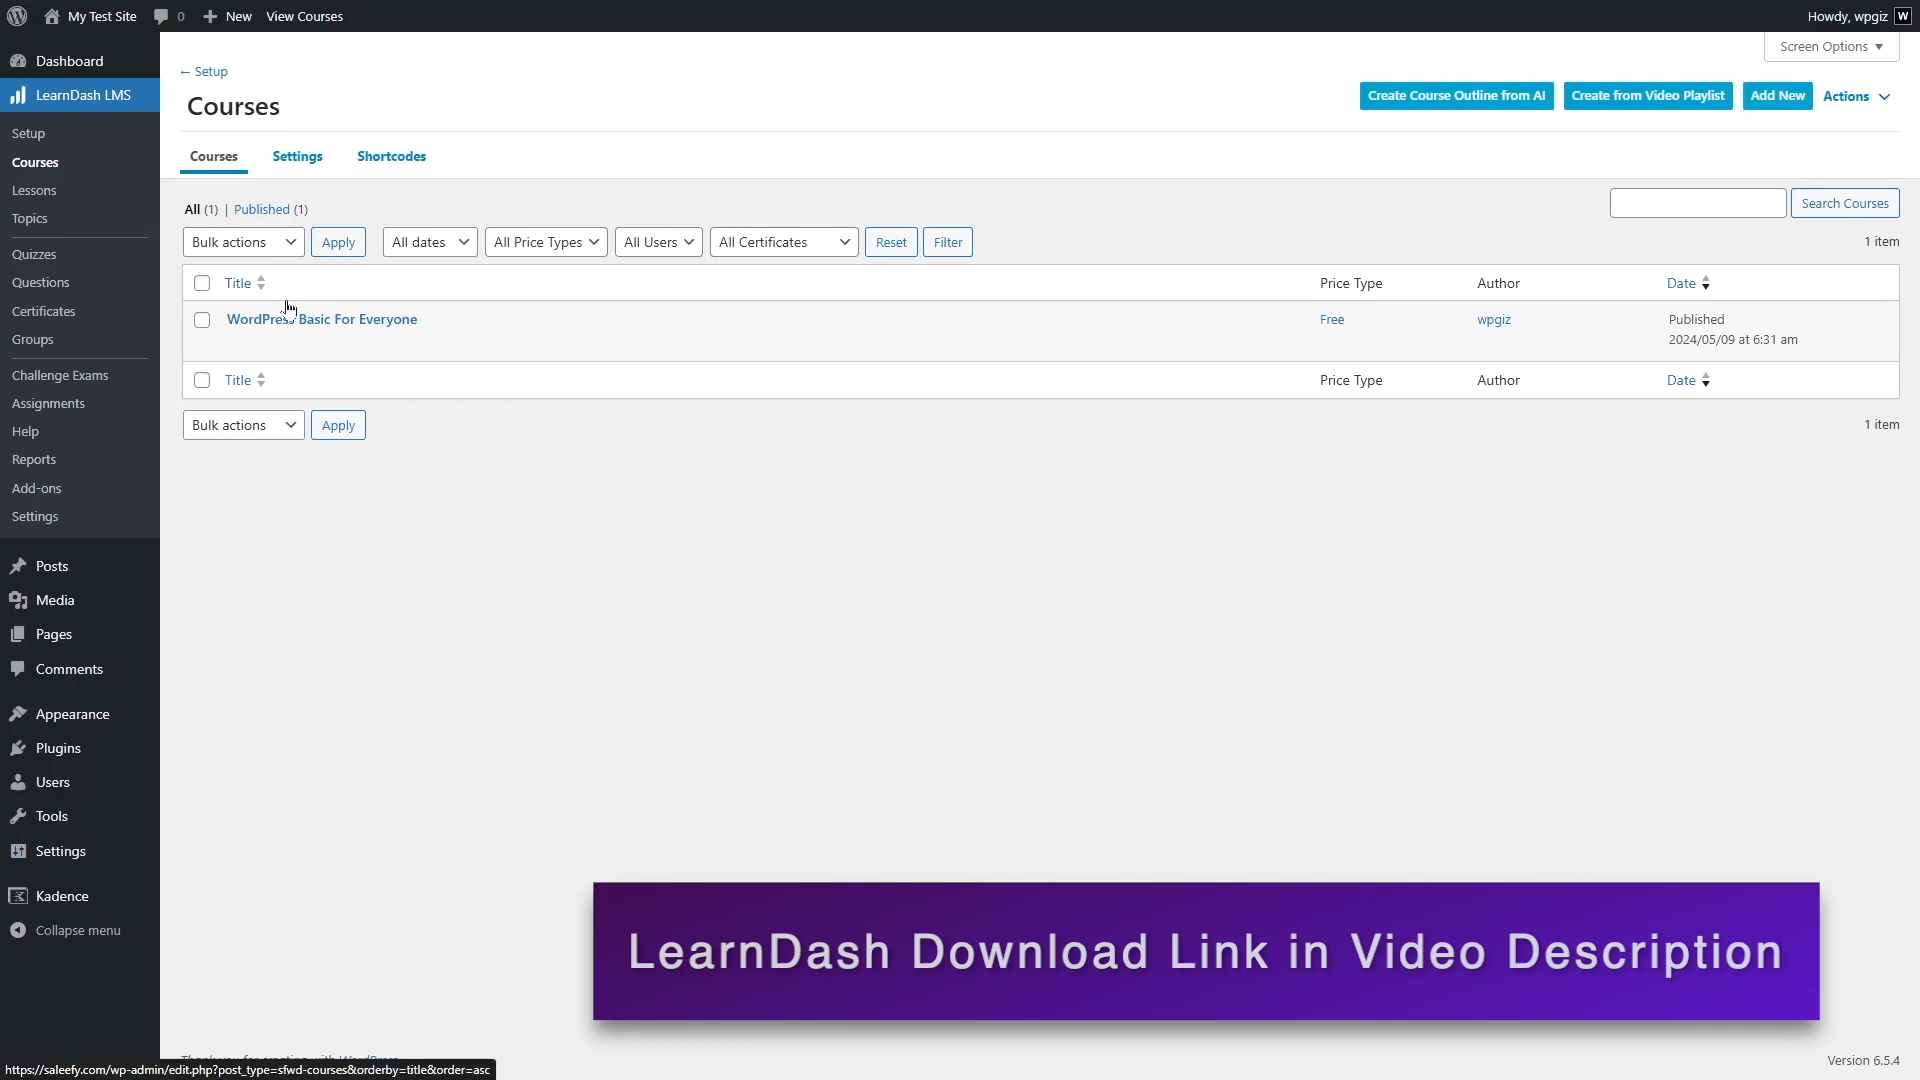 My Test Site 0 New View Courses Howdy, wpgiz W
Screen Options
Dashboard
LearnDash LMS
Setup
Courses
Lessons
Topics
Quizzes
Questions
Certificates
Groups
Challenge Exams
Assignments
Help
Reports
Add-ons
Settings
Posts
Media
Pages
Comments
Appearance
Plugins
Users
Tools
Settings
Kadence
Collapse menu
← Setup
Courses
Create Course Outline from AI Create from Video Playlist Add New Actions
Courses Settings Shortcodes
All (1) | Published (1)
Search Courses
Bulk actions Apply All dates All Price Types All Users All Certificates Reset Filter 1 item
Title Price Type Author Date
WordPress Basic For Everyone Free wpgiz Published
2024/05/09 at 6:31 am
Title Price Type Author Date
Bulk actions Apply 1 item
LearnDash Download Link in Video Description
Thank you for creating with WordPress.
Version 6.5.4
https://saleefy.com/wp-admin/edit.php?post_type=sfwd-courses&orderby=title&order=asc